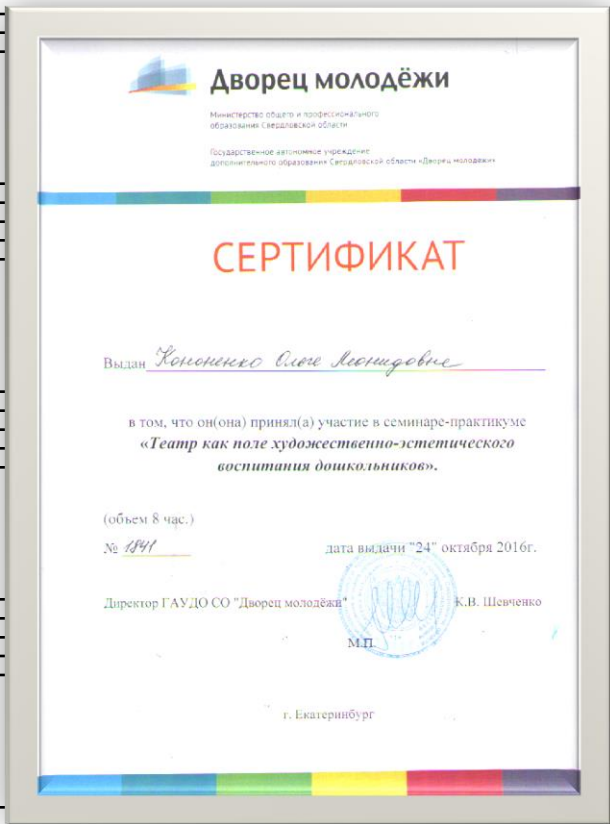 Дворец молодёжи
Министерство общего и профессионального
образования Свердловской области
Государственное автономное учреждение
дополнительного образования Свердловской области «Дворец молодёжи»
СЕРТИФИКАТ
Выдан Кононенко Ольге Леонидовне
в том, что он(она) принял(а) участие в семинаре-практикуме
«Театр как поле художественно-эстетического
воспитания дошкольников».
(объем 8 час.)
№ 1841 дата выдачи "24" октября 2016г.
Директор ГАУДО СО "Дворец молодёжи" К.В. Шевченко
М.П.
г. Екатеринбург